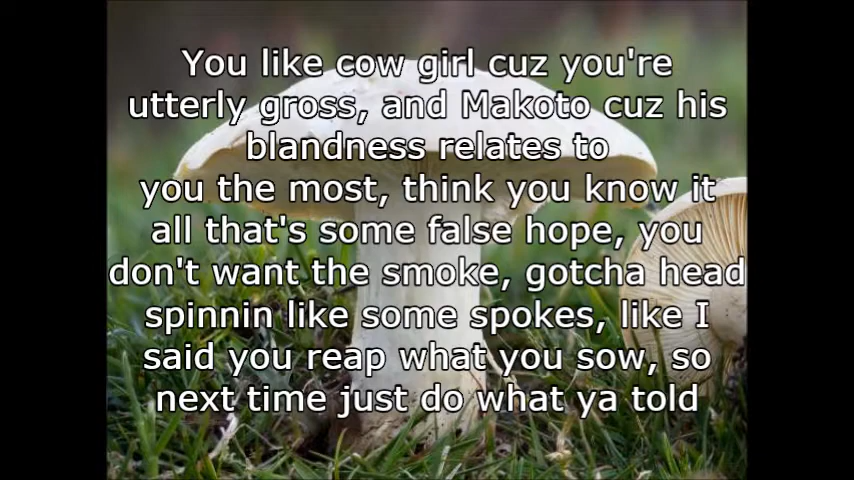 You like cow girl cuz you're
utterly gross, and Makoto cuz his
blandness relates to
you the most, think you know it
all that's some false hope, you
don't want the smoke, gotcha head
spinnin like some spokes, like I
said you reap what you sow, so
next time just do what ya told